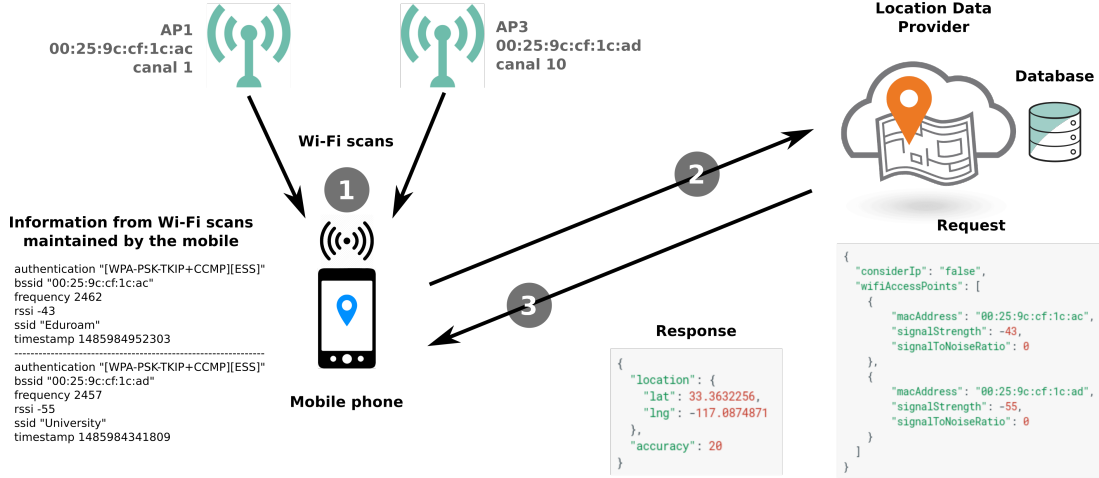 AP1
00:25:9c:cf:1c:ac
canal 1
AP3
00:25:9c:cf:1c:ad
canal 10
Location Data
Provider
Database
Wi-Fi scans
1
2
3
Information from Wi-Fi scans
maintained by the mobile
authentication "[WPA-PSK-TKIP+CCMP][ESS]"
bssid "00:25:9c:cf:1c:ac"
frequency 2462
rssi -43
ssid "Eduroam"
timestamp 1485984952303
----------------------------------------------------------------
authentication "[WPA-PSK-TKIP+CCMP][ESS]"
bssid "00:25:9c:cf:1c:ad"
frequency 2457
rssi -55
ssid "University"
timestamp 1485984341809
Mobile phone
Response
{
"location": {
"lat": 33.3632256,
"lng": -117.0874871
},
"accuracy": 20
}
Request
{
"considerIp": "false",
"wifiAccessPoints": [
{
"macAddress": "00:25:9c:cf:1c:ac",
"signalStrength": -43,
"signalToNoiseRatio": 0
},
{
"macAddress": "00:25:9c:cf:1c:ad",
"signalStrength": -55,
"signalToNoiseRatio": 0
}
]
}